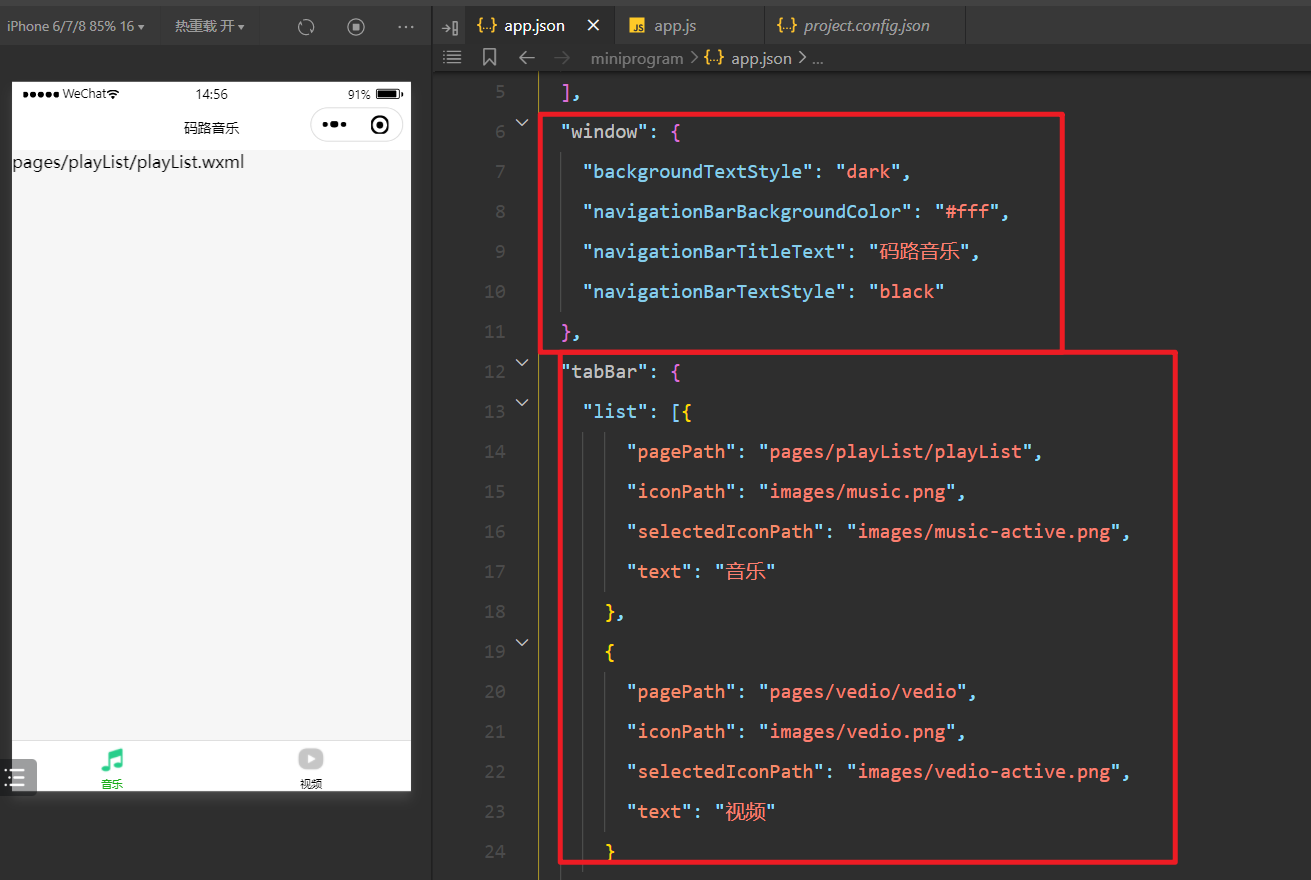 iPhone 6/7/8 85% 16
热重载 开
app.json
JS app.js
{..} project.config.json
miniprogram > {..} app.json > ...
WeChat
14:56
91%
码路音乐
pages/playList/playList.wxml
音乐
视频
5 ],
6 "window": {
7 "backgroundTextStyle": "dark",
8 "navigationBarBackgroundColor": "#fff",
9 "navigationBarTitleText": "码路音乐",
10 "navigationBarTextStyle": "black"
11 },
12 "tabBar": {
13 "list": [{
14 "pagePath": "pages/playList/playList",
15 "iconPath": "images/music.png",
16 "selectedIconPath": "images/music-active.png",
17 "text": "音乐"
18 },
19 {
20 "pagePath": "pages/vedio/vedio",
21 "iconPath": "images/vedio.png",
22 "selectedIconPath": "images/vedio-active.png",
23 "text": "视频"
24 }